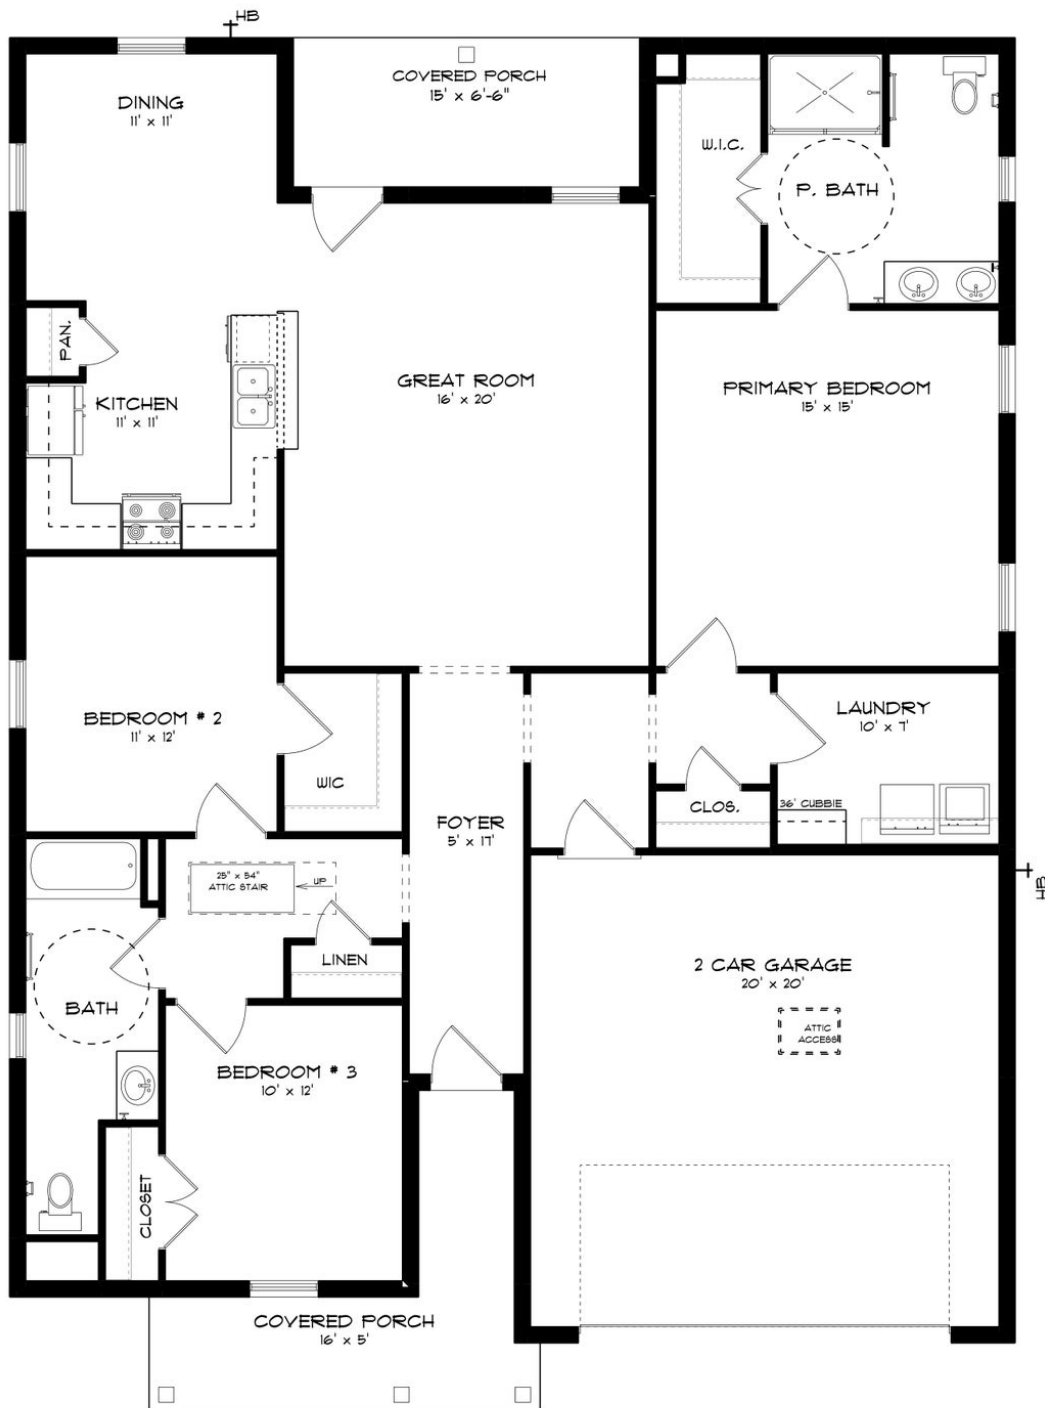 HB
COVERED PORCH
15' x 6'-6"
DINING
11' x 11'
W.I.C.
P. BATH
PAN.
KITCHEN
11' x 11'
GREAT ROOM
16' x 20'
PRIMARY BEDROOM
15' x 15'
BEDROOM # 2
11' x 12'
WIC
LAUNDRY
10' x 7'
CLOS.
36' CUBBIE
FOYER
5' x 17'
25" x 54"
ATTIC STAIR
UP
HB
LINEN
2 CAR GARAGE
20' x 20'
BATH
ATTIC
ACCESS
BEDROOM # 3
10' x 12'
CLOSET
COVERED PORCH
16' x 5'